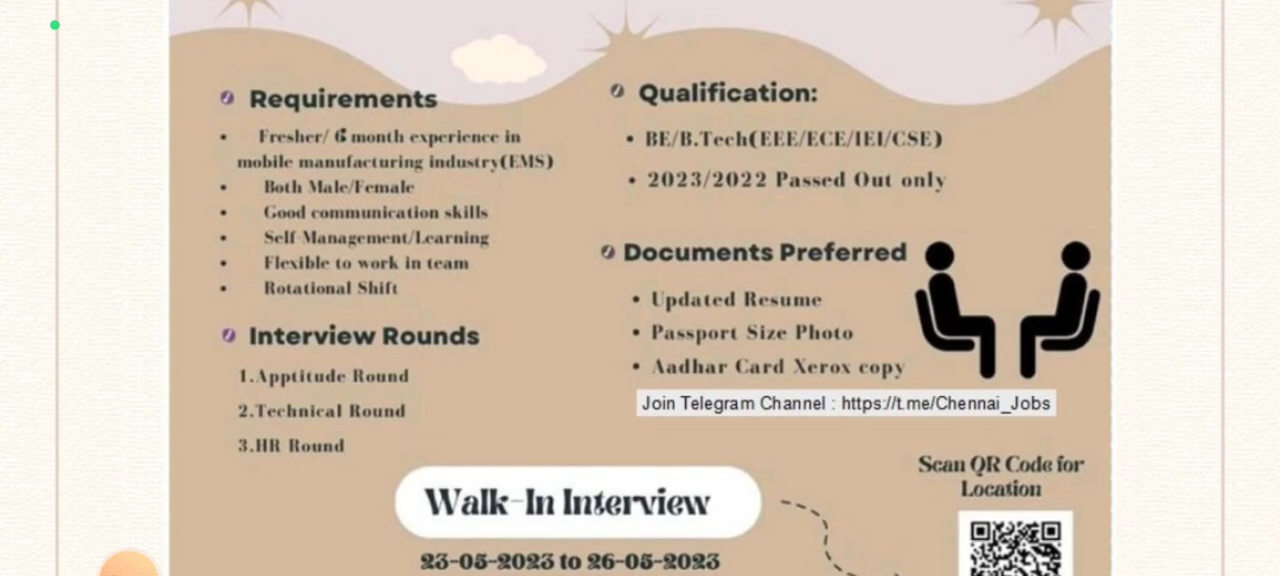 Requirements
Fresher/ 6 month experience in
mobile manufacturing industry(EMS)
Both Male/Female
Good communication skills
Self-Management/Learning
Flexible to work in team
Rotational Shift
Interview Rounds
1.Apptitude Round
2.Technical Round
3.HR Round
Qualification:
BE/B.Tech(EEE/ECE/IEI/CSE)
2023/2022 Passed Out only
Documents Preferred
Updated Resume
Passport Size Photo
Aadhar Card Xerox copy
Join Telegram Channel : https://t.me/Chennai_Jobs
Scan QR Code for
Location
Walk-In Interview
23-05-2023 to 26-05-2023